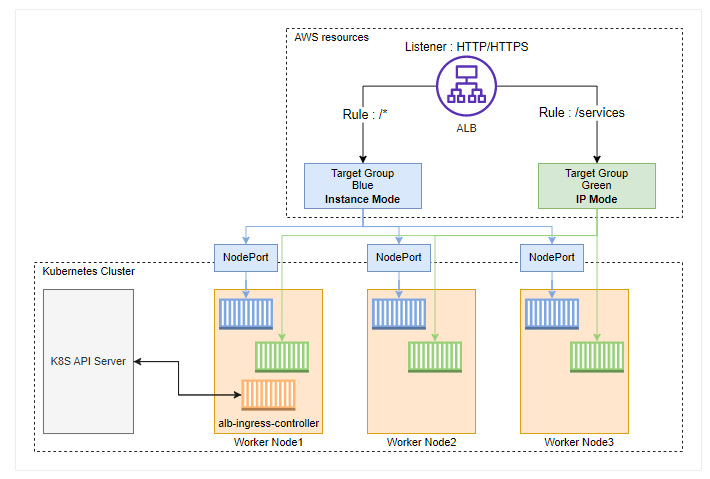 AWS resources
Listener : HTTP/HTTPS
Rule : /*
Rule : /services
ALB
Target Group
Blue
Instance Mode
Target Group
Green
IP Mode
NodePort
NodePort
NodePort
Kubernetes Cluster
K8S API Server
alb-ingress-controller
Worker Node1
Worker Node2
Worker Node3